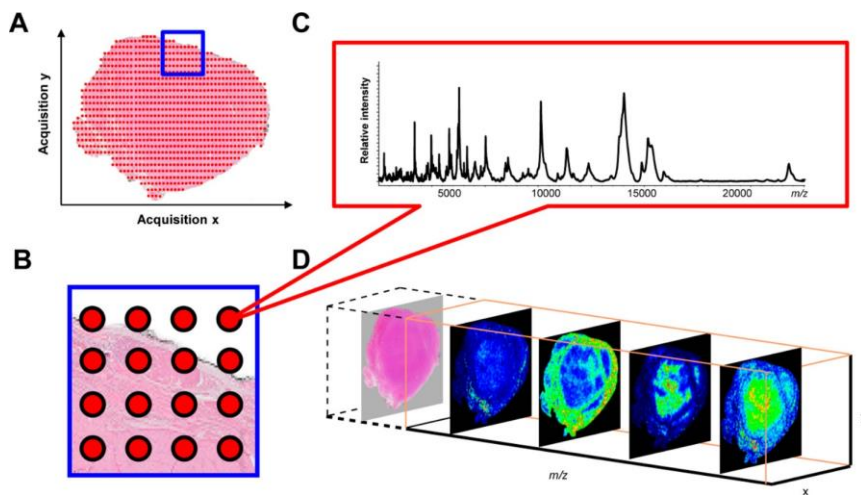 A
Acquisition y
Acquisition x
B
C
Relative intensity
5000
10000
15000
20000
m/z
D
m/z
x